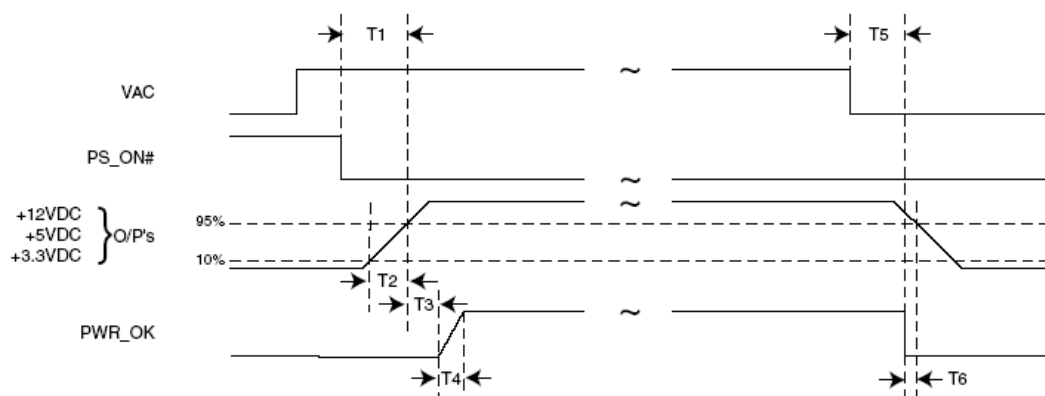 T1
T5
VAC
~
PS_ON#
~
+12VDC
+5VDC
+3.3VDC
} O/P's
95%
~
10%
T2
T3
PWR_OK
~
T4
T6